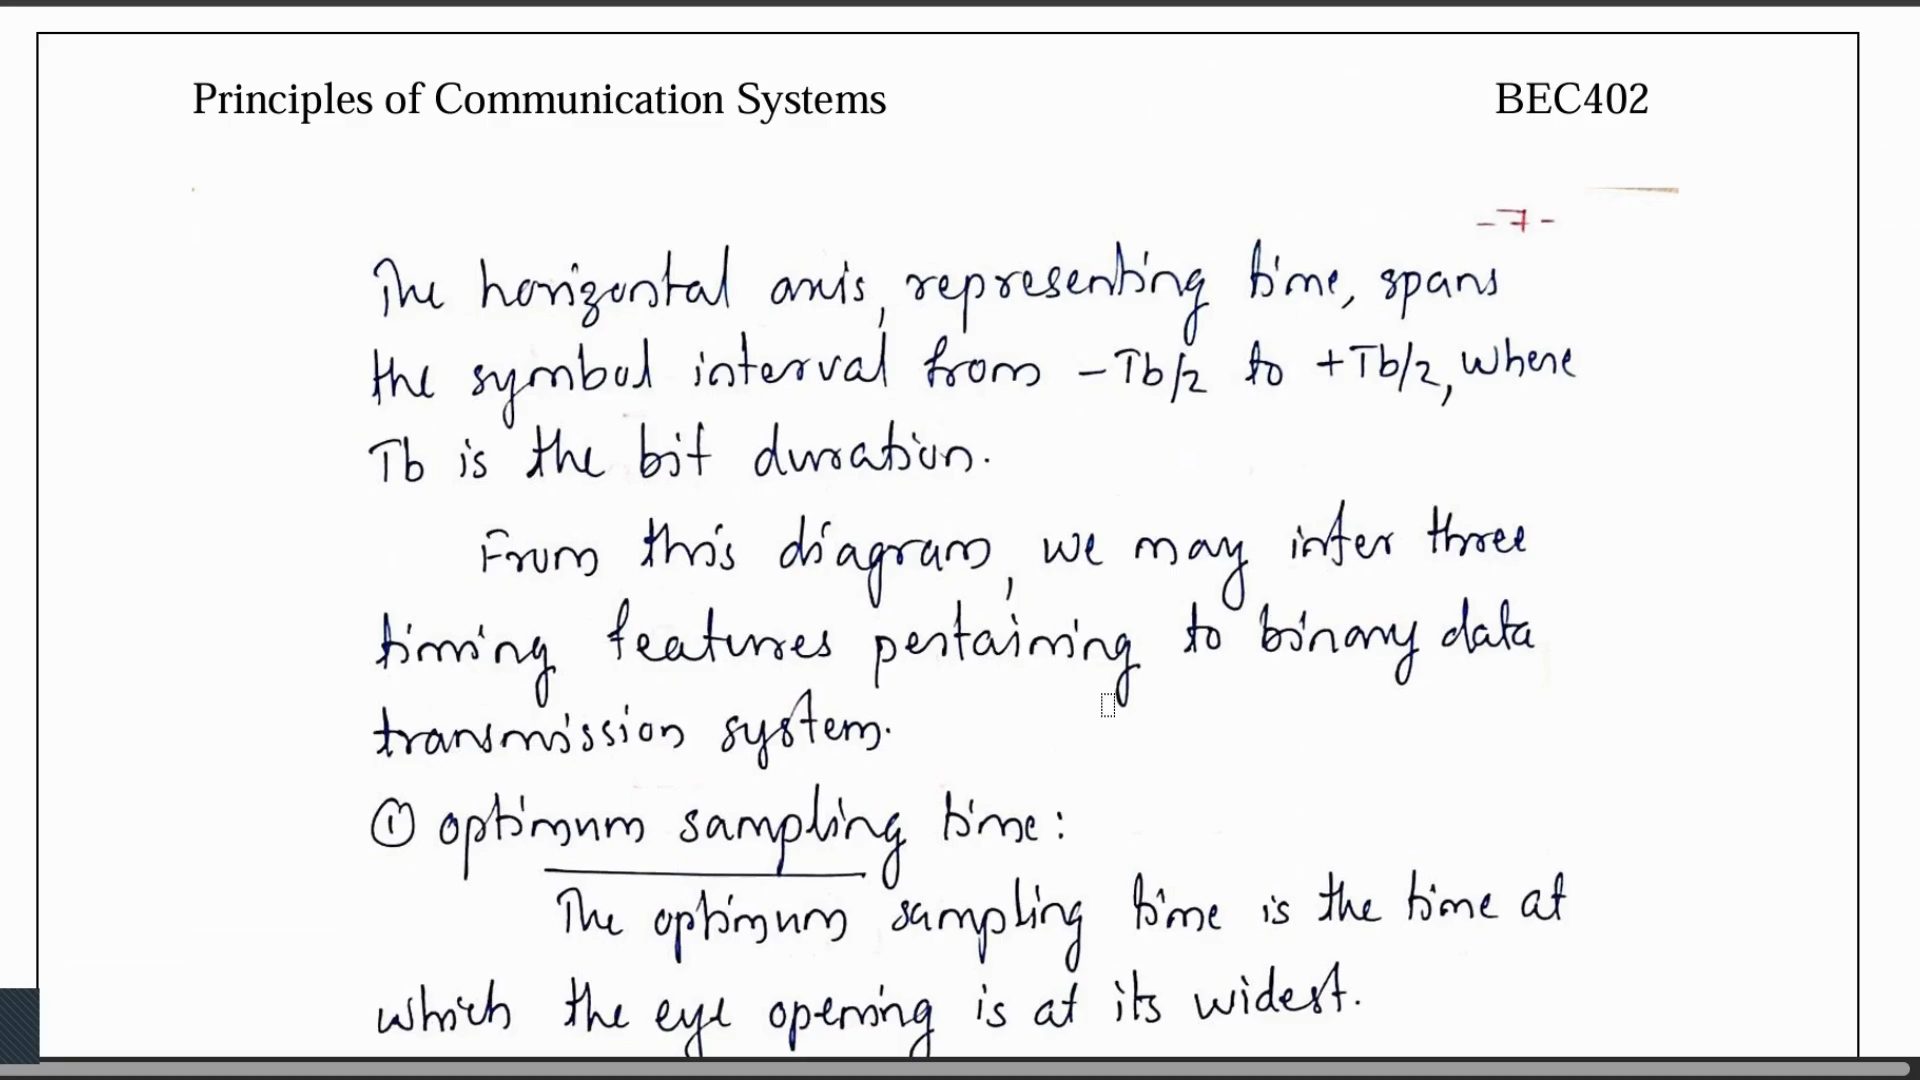 Principles of Communication Systems BEC402
-7-
The horizontal axis, representing time, spans
the symbol interval from -Tb/2 to +Tb/2, where
Tb is the bit duration.
From this diagram, we may infer three
timing features pertaining to binary data
transmission system.
① optimum sampling time:
The optimum sampling time is the time at
which the eye opening is at its widest.